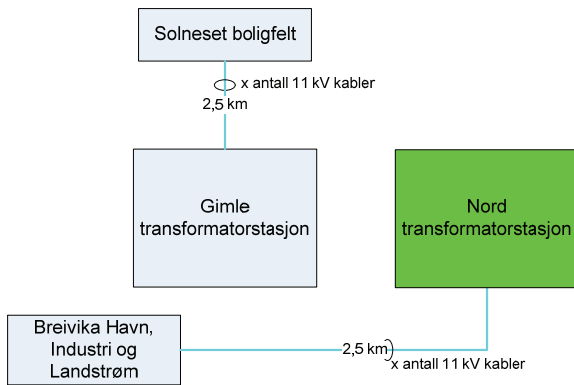 Solneset boligfelt
x antall 11 kV kabler
2,5 km
Gimle
transformatorstasjon
Nord
transformatorstasjon
Breivika Havn,
Industri og
Landstrøm
2,5 km
x antall 11 kV kabler